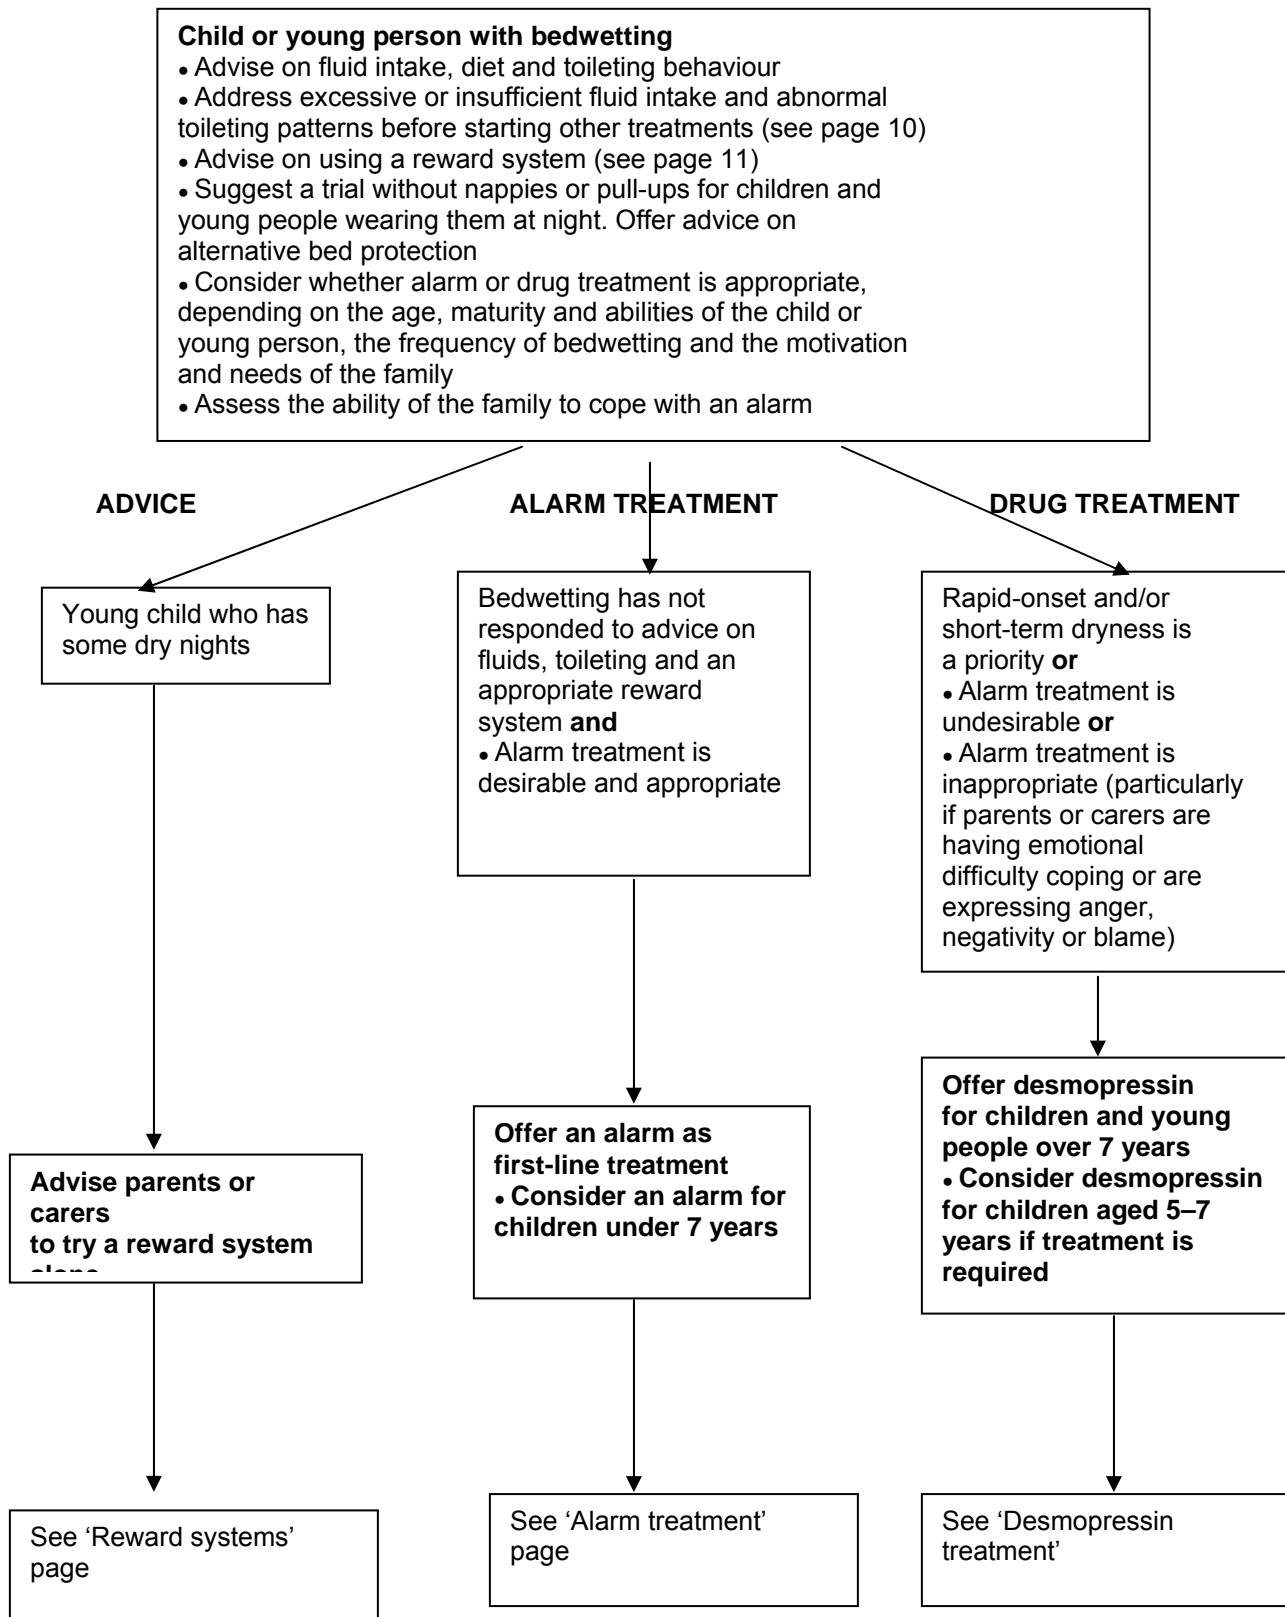 Child or young person with bedwetting
• Advise on fluid intake, diet and toileting behaviour
• Address excessive or insufficient fluid intake and abnormal
toileting patterns before starting other treatments (see page 10)
• Advise on using a reward system (see page 11)
• Suggest a trial without nappies or pull-ups for children and
young people wearing them at night. Offer advice on
alternative bed protection
• Consider whether alarm or drug treatment is appropriate,
depending on the age, maturity and abilities of the child or
young person, the frequency of bedwetting and the motivation
and needs of the family
• Assess the ability of the family to cope with an alarm
ADVICE
Young child who has
some dry nights
Advise parents or
carers
to try a reward system
See ‘Reward systems’
page
ALARM TREATMENT
Bedwetting has not
responded to advice on
fluids, toileting and an
appropriate reward
system and
• Alarm treatment is
desirable and appropriate
Offer an alarm as
first-line treatment
• Consider an alarm for
children under 7 years
See ‘Alarm treatment’
page
DRUG TREATMENT
Rapid-onset and/or
short-term dryness is
a priority or
• Alarm treatment is
undesirable or
• Alarm treatment is
inappropriate (particularly
if parents or carers are
having emotional
difficulty coping or are
expressing anger,
negativity or blame)
Offer desmopressin
for children and young
people over 7 years
• Consider desmopressin
for children aged 5–7
years if treatment is
required
See ‘Desmopressin
treatment’